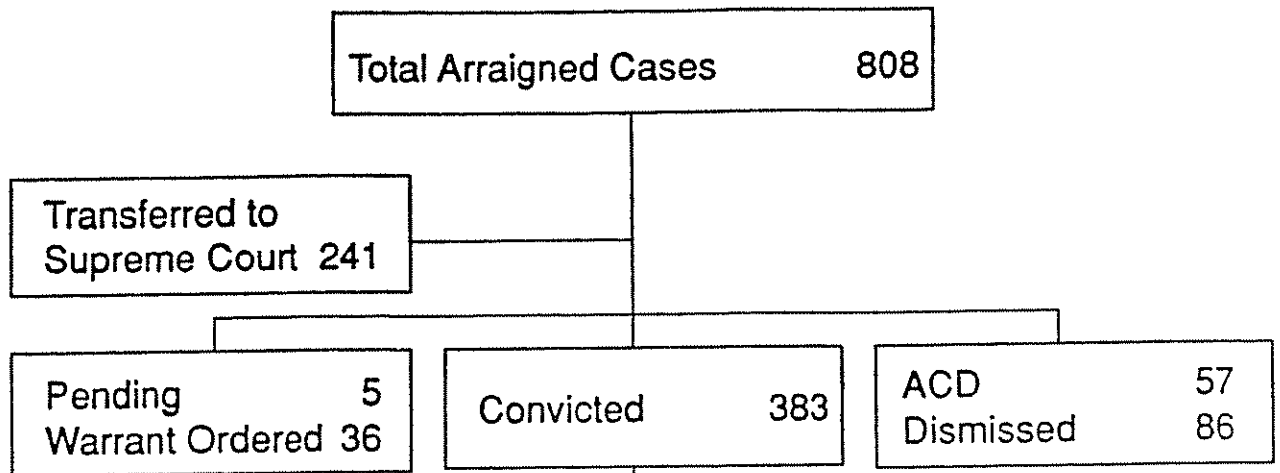 Total Arraigned Cases 808
Transferred to
Supreme Court 241
Pending 5
Warrant Ordered 36
Convicted 383
ACD 57
Dismissed 86